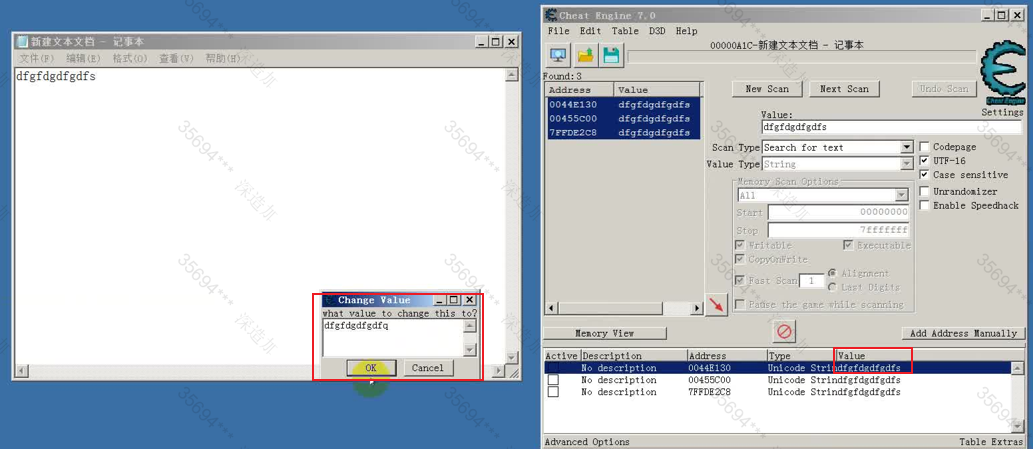 新建文本文档 - 记事本
文件(F) 编辑(E) 格式(O) 查看(V) 帮助(H)
dfgfdgdfgdfs
Change Value
what value to change this to?
dfgfdgdfgdfq
OK Cancel
Cheat Engine 7.0
File Edit Table D3D Help
00000A1C-新建文本文档 - 记事本
Found:3
Address Value
0044E130 dfgfdgdfgdfs
00455C00 dfgfdgdfgdfs
7FFDE2C8 dfgfdgdfgdfs
New Scan Next Scan Undo Scan
Cheat Engine
Settings
Value:
dfgfdgdfgdfs
Scan Type Search for text
Value Type String
Codepage
UTF-16
Case sensitive
Unrandomizer
Enable Speedhack
Memory Scan Options
All
Start 00000000
Stop 7fffffff
Writable Executable
CopyOnWrite
Fast Scan 1 Alignment
Last Digits
Pause the game while scanning
Memory View Add Address Manually
Active Description Address Type Value
No description 0044E130 Unicode Strin dfgfdgdfgdfs
No description 00455C00 Unicode Strin dfgfdgdfgdfs
No description 7FFDE2C8 Unicode Strin dfgfdgdfgdfs
Advanced Options Table Extras